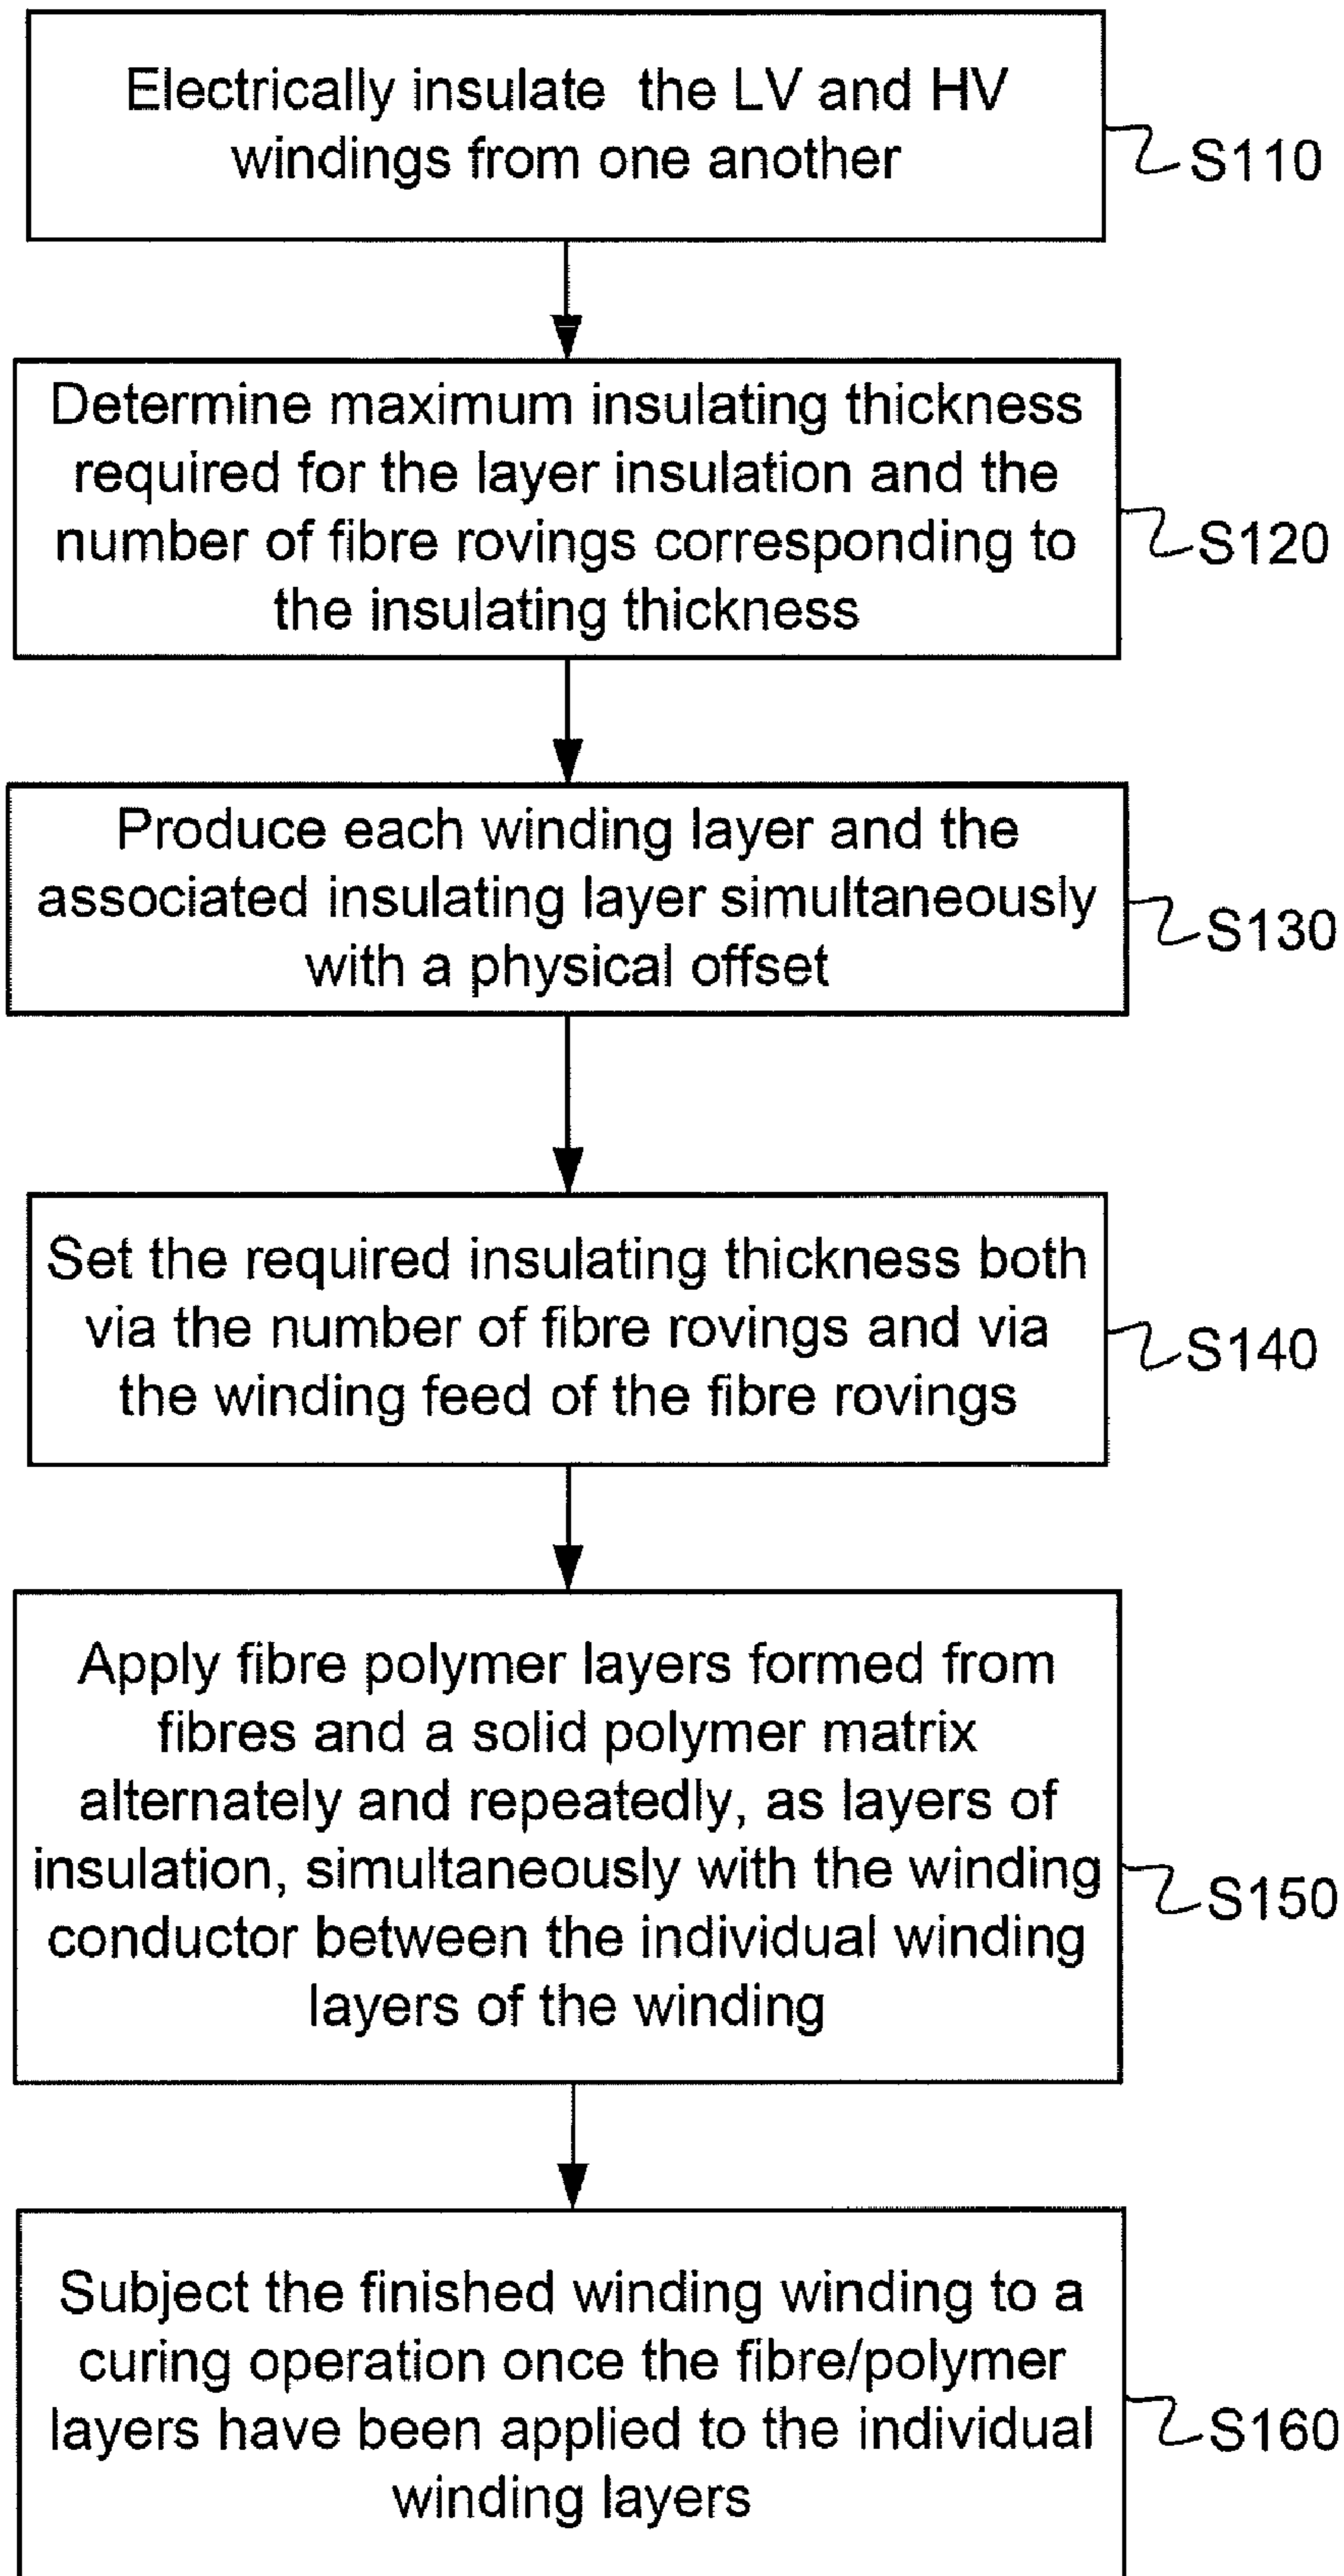 Electrically insulate the LV and HV
windings from one another
S110
Determine maximum insulating thickness
required for the layer insulation and the
number of fibre rovings corresponding to
the insulating thickness
S120
Produce each winding layer and the
associated insulating layer simultaneously
with a physical offset
S130
Set the required insulating thickness both
via the number of fibre rovings and via
the winding feed of the fibre rovings
S140
Apply fibre polymer layers formed from
fibres and a solid polymer matrix
alternately and repeatedly, as layers of
insulation, simultaneously with the winding
conductor between the individual winding
layers of the winding
S150
Subject the finished winding winding to a
curing operation once the fibre/polymer
layers have been applied to the individual
winding layers
S160